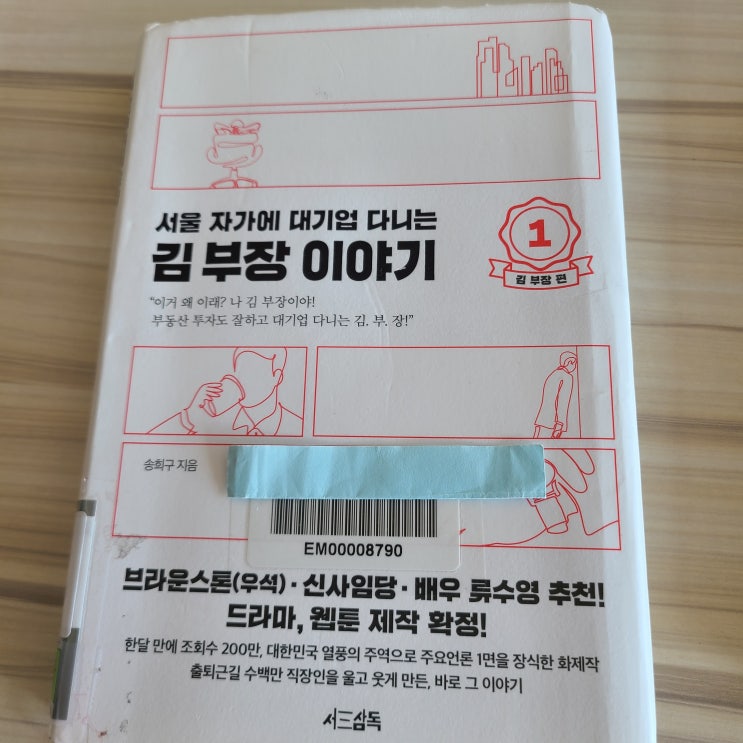 서울 자가에 대기업 다니는
김 부장 이야기
1
김 부장 편
"이거 왜 이래? 나 김 부장이야!
부동산 투자도 잘하고 대기업 다니는 김. 부. 장!"
송희구 지음
EM00008790
브라운스톤(우석)·신사임당·배우 류수영 추천!
드라마, 웹툰 제작 확정!
한달 만에 조회수 200만, 대한민국 열풍의 주역으로 주요언론 1면을 장식한 화제작
출퇴근길 수백만 직장인을 울고 웃게 만든, 바로 그 이야기
서삼독